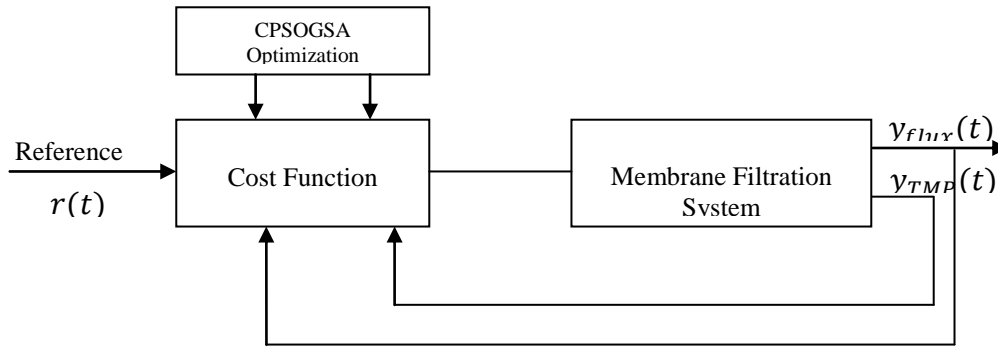 CPSOGSA
Optimization
Reference
r(t)
Cost Function
Membrane Filtration
System
y_flux(t)
y_TMP(t)